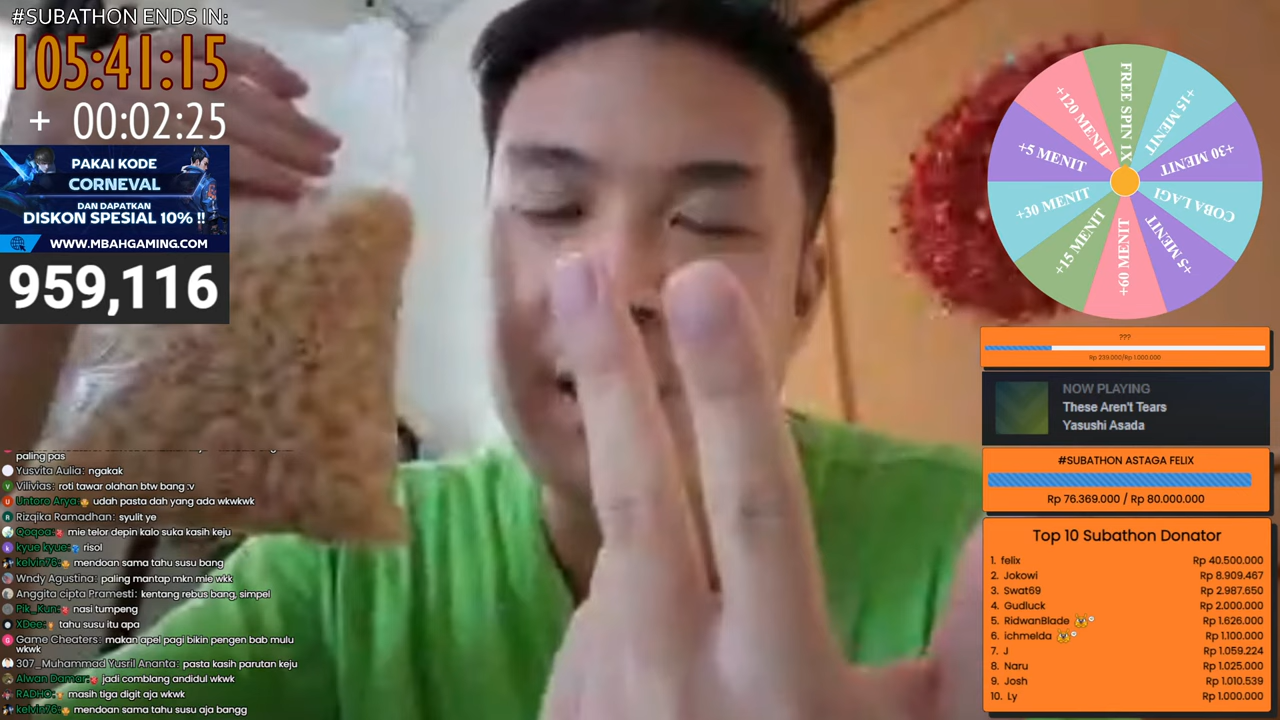 #SUBATHON ENDS IN:
105:41:15
+ 00:02:25
PAKAI KODE
CORNEVAL
DAN DAPATKAN
DISKON SPESIAL 10% !!
WWW.MBAHGAMING.COM
959,116
paling pas
Yusvita Aulia: ngakak
Vilivias: roti tawar olahan btw bang :v
Untoro Arya: udah pasta dah yang ada wkwkwk
Rizqika Ramadhan: syulit ye
Qoqoa: mie telor depin kalo suka kasih keju
kyuo kyuo: risol
kelvin76: mendoan sama tahu susu bang
Wndy Agustina: paling mantap mkn mie wkk
Anggita cipta Pramesti: kentang rebus bang, simpel
Pik_Kun: nasi tumpeng
XDee: tahu susu itu apa
Game Cheaters: makan apel pagi bikin pengen bab mulu
wkwk
307_Muhammad Yusril Ananta: pasta kasih parutan keju
Alwan Damar: jadi comblang andidul wkwk
RADHO: masih tiga digit aja wkwk
kelvin76: mendoan sama tahu susu aja bangg
FREE SPIN 1X
+15 MENIT
+30 MENIT
COBA LAGI
+5 MENIT
+60 MENIT
+15 MENIT
+30 MENIT
+5 MENIT
+120 MENIT
???
Rp 239.000/Rp 1.000.000
NOW PLAYING
These Aren't Tears
Yasushi Asada
#SUBATHON ASTAGA FELIX
Rp 76.369.000 / Rp 80.000.000
Top 10 Subathon Donator
1. felix Rp 40.500.000
2. Jokowi Rp 8.909.467
3. Swat69 Rp 2.987.650
4. Gudluck Rp 2.000.000
5. RidwanBlade Rp 1.626.000
6. ichmelda Rp 1.100.000
7. J Rp 1.059.224
8. Naru Rp 1.025.000
9. Josh Rp 1.010.539
10. Ly Rp 1.000.000